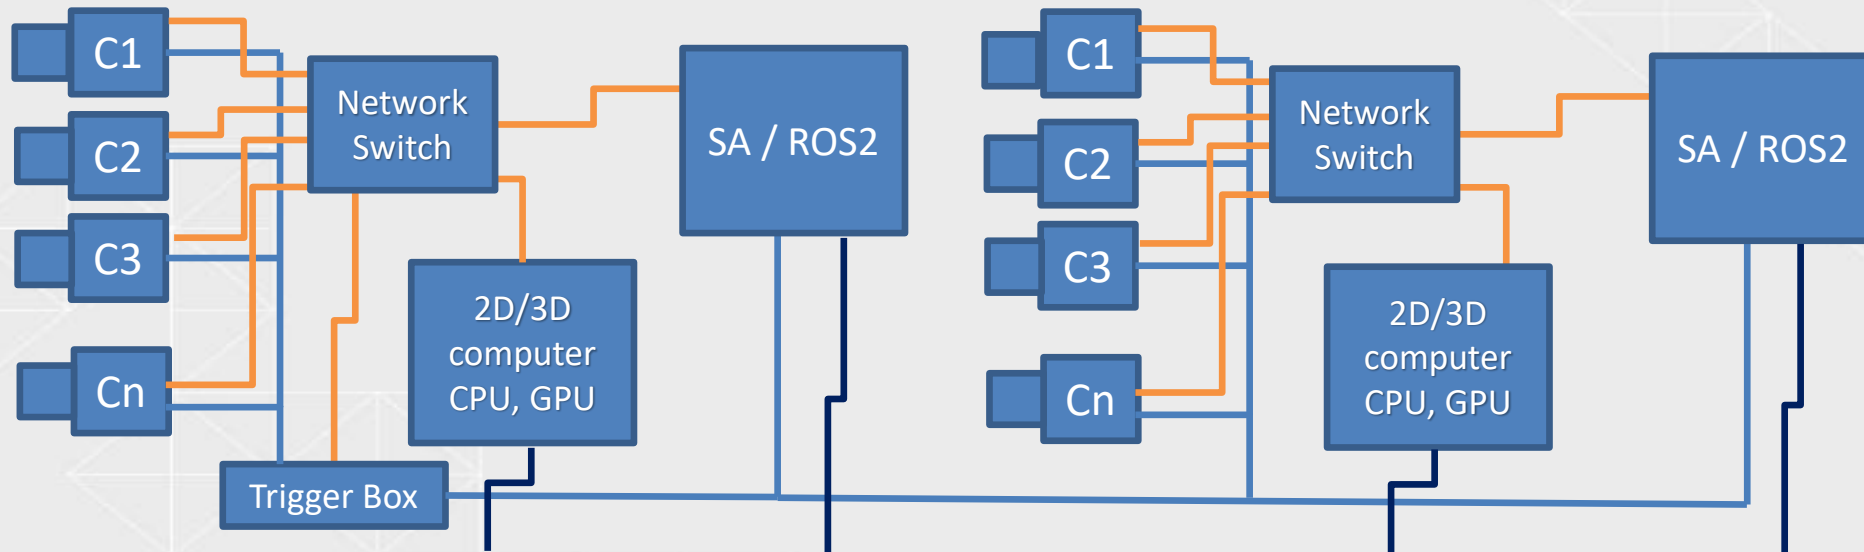 C1
C2
C3
Cn
Network
Switch
SA / ROS2
2D/3D
computer
CPU, GPU
Trigger Box
C1
C2
C3
Cn
Network
Switch
SA / ROS2
2D/3D
computer
CPU, GPU